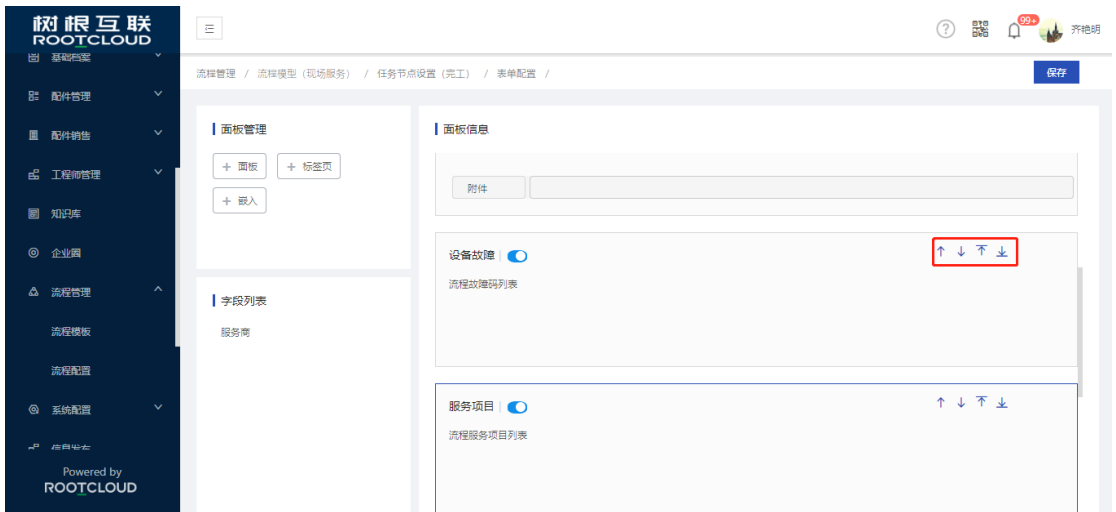 树根互联
ROOTCLOUD
基础档案
配件管理
配件销售
工程师管理
知识库
企业圈
流程管理
流程模板
流程配置
系统配置
信息发布
Powered by
ROOTCLOUD
99+
齐艳明
流程管理 / 流程模型（现场服务） / 任务节点设置（完工） / 表单配置 /
保存
面板管理
+ 面板
+ 标签页
+ 嵌入
字段列表
服务商
面板信息
附件
设备故障
流程故障码列表
服务项目
流程服务项目列表